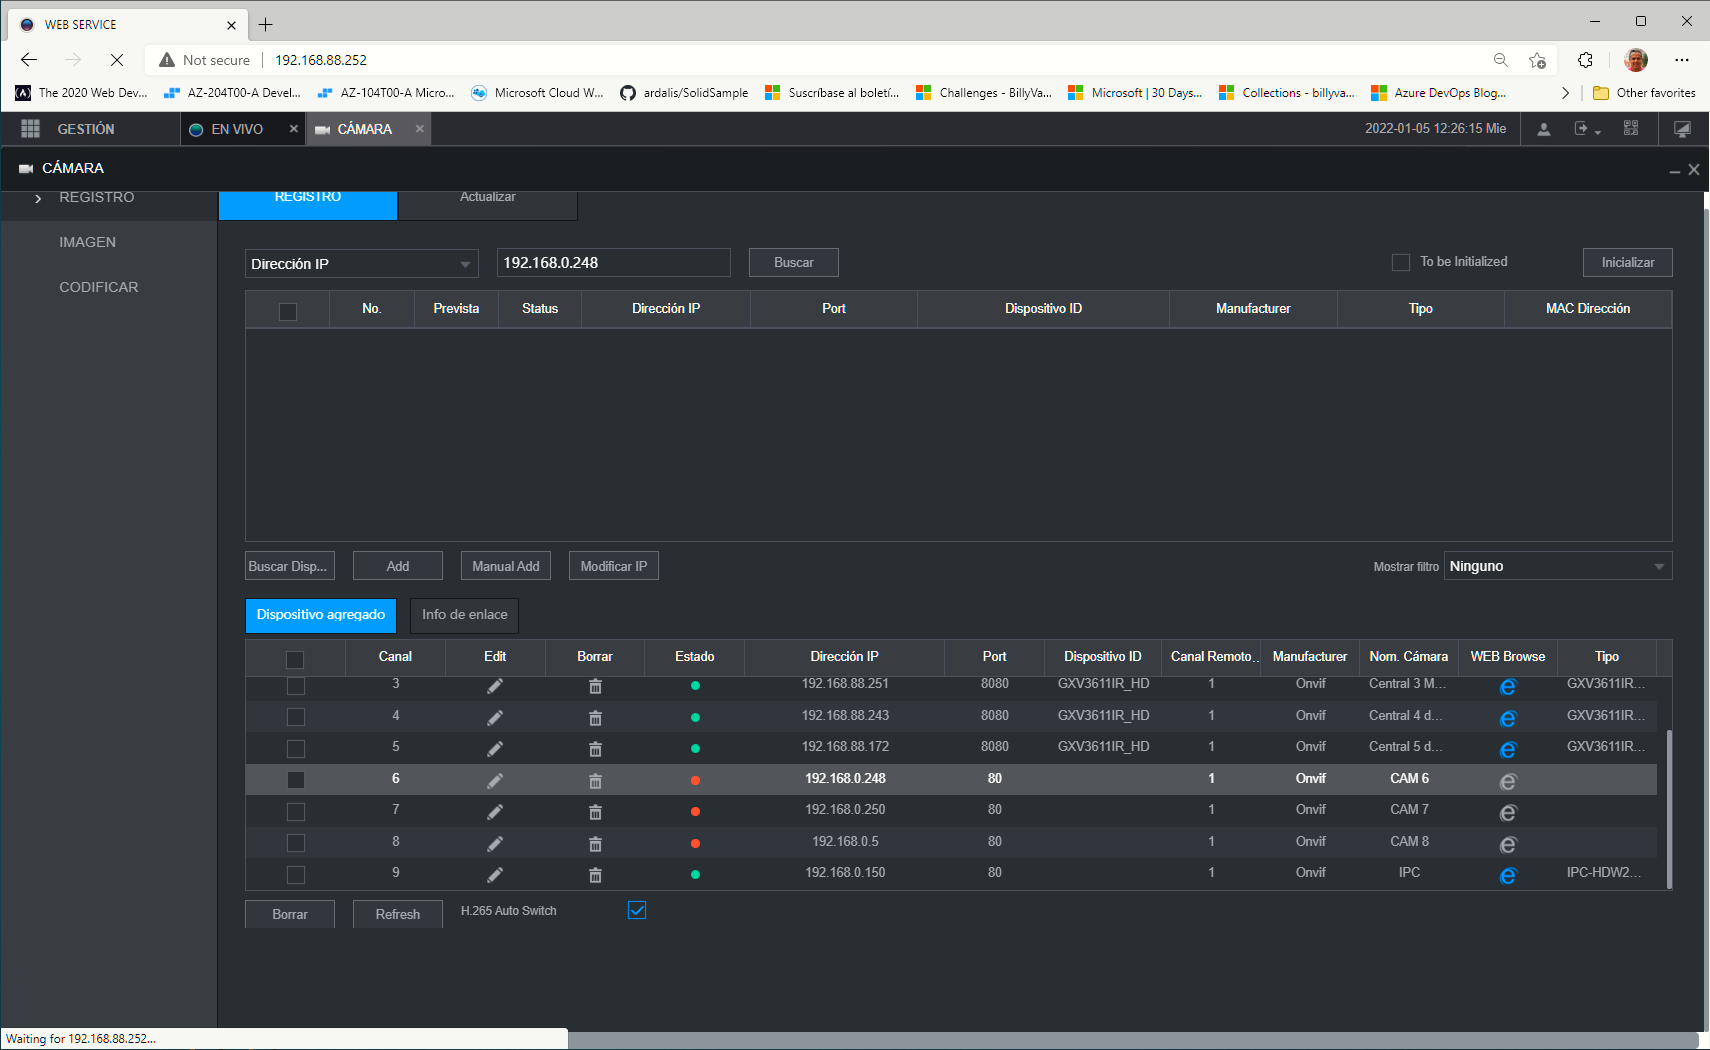 WEB SERVICE
Not secure
192.168.88.252
The 2020 Web Dev...
AZ-204T00-A Devel...
AZ-104T00-A Micro...
Microsoft Cloud W...
ardalis/SolidSample
Suscríbase al boletí...
Challenges - BillyVa...
Microsoft | 30 Days...
Collections - billyva...
Azure DevOps Blog...
Other favorites
GESTIÓN
EN VIVO
CÁMARA
2022-01-05 12:26:15 Mie
CÁMARA
REGISTRO
IMAGEN
CODIFICAR
REGISTRO
Actualizar
Dirección IP
192.168.0.248
Buscar
To be Initialized
Inicializar
No. Prevista Status Dirección IP Port Dispositivo ID Manufacturer Tipo MAC Dirección
Buscar Disp...
Add
Manual Add
Modificar IP
Mostrar filtro
Ninguno
Dispositivo agregado
Info de enlace
Canal Edit Borrar Estado Dirección IP Port Dispositivo ID Canal Remoto.. Manufacturer Nom. Cámara WEB Browse Tipo
3 192.168.88.251 8080 GXV3611IR_HD 1 Onvif Central 3 M... GXV3611IR...
4 192.168.88.243 8080 GXV3611IR_HD 1 Onvif Central 4 d... GXV3611IR...
5 192.168.88.172 8080 GXV3611IR_HD 1 Onvif Central 5 d... GXV3611IR...
6 192.168.0.248 80 1 Onvif CAM 6
7 192.168.0.250 80 1 Onvif CAM 7
8 192.168.0.5 80 1 Onvif CAM 8
9 192.168.0.150 80 1 Onvif IPC IPC-HDW2...
Borrar
Refresh
H.265 Auto Switch
Waiting for 192.168.88.252...